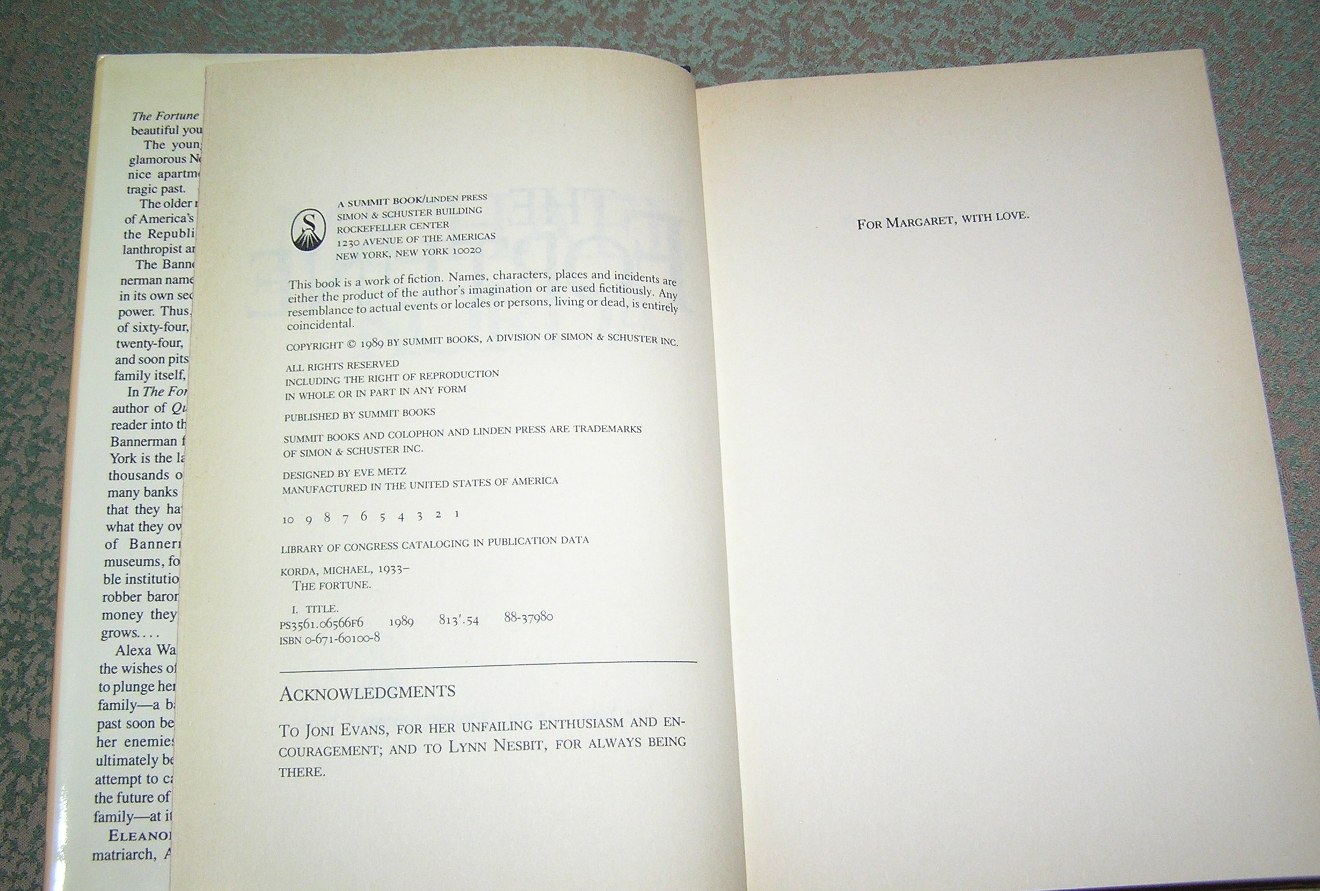 The Fortune
beautiful you
The youn
glamorous
nice apartm
tragic past.
The older
of America's
the Republi
lanthropist
The Bann
nerman name
in its own sec
power. Thus,
of sixty-four,
twenty-four,
and soon pits
family itself,
In The For
author of Qu
reader into th
Bannerman f
York is the la
thousands o
many banks
that they ha
what they ov
of Banner
museums, fo
ble institutio
robber baron
money they
grows....
Alexa Wa
the wishes of
to plunge her
family—a b
past soon be
her enemies
ultimately be
attempt to ca
the future of
family—at it
ELEANO
matriarch, A
S
A SUMMIT BOOK/LINDEN PRESS
SIMON & SCHUSTER BUILDING
ROCKEFELLER CENTER
1230 AVENUE OF THE AMERICAS
NEW YORK, NEW YORK 10020
This book is a work of fiction. Names, characters, places and incidents are
either the product of the author's imagination or are used fictitiously. Any
resemblance to actual events or locales or persons, living or dead, is entirely
coincidental.
COPYRIGHT © 1989 BY SUMMIT BOOKS, A DIVISION OF SIMON & SCHUSTER INC.
ALL RIGHTS RESERVED
INCLUDING THE RIGHT OF REPRODUCTION
IN WHOLE OR IN PART IN ANY FORM
PUBLISHED BY SUMMIT BOOKS
SUMMIT BOOKS AND COLOPHON AND LINDEN PRESS ARE TRADEMARKS
OF SIMON & SCHUSTER INC.
DESIGNED BY EVE METZ
MANUFACTURED IN THE UNITED STATES OF AMERICA
10 9 8 7 6 5 4 3 2 1
LIBRARY OF CONGRESS CATALOGING IN PUBLICATION DATA
KORDA, MICHAEL, 1933–
THE FORTUNE.
I. TITLE.
PS3561.O6566F6 1989 813'.54 88-37980
ISBN 0-671-60100-8
ACKNOWLEDGMENTS
TO JONI EVANS, FOR HER UNFAILING ENTHUSIASM AND EN-
COURAGEMENT; AND TO LYNN NESBIT, FOR ALWAYS BEING
THERE.
FOR MARGARET, WITH LOVE.